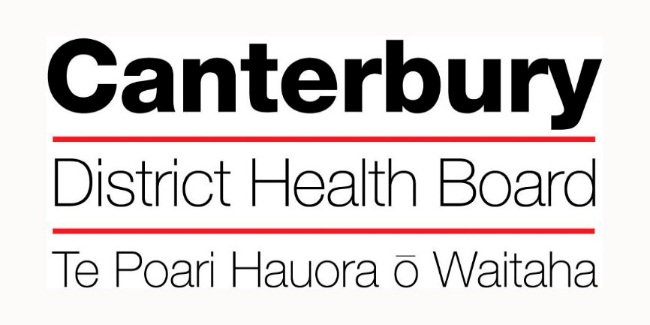 Canterbury
District Health Board
Te Poari Hauora ō Waitaha